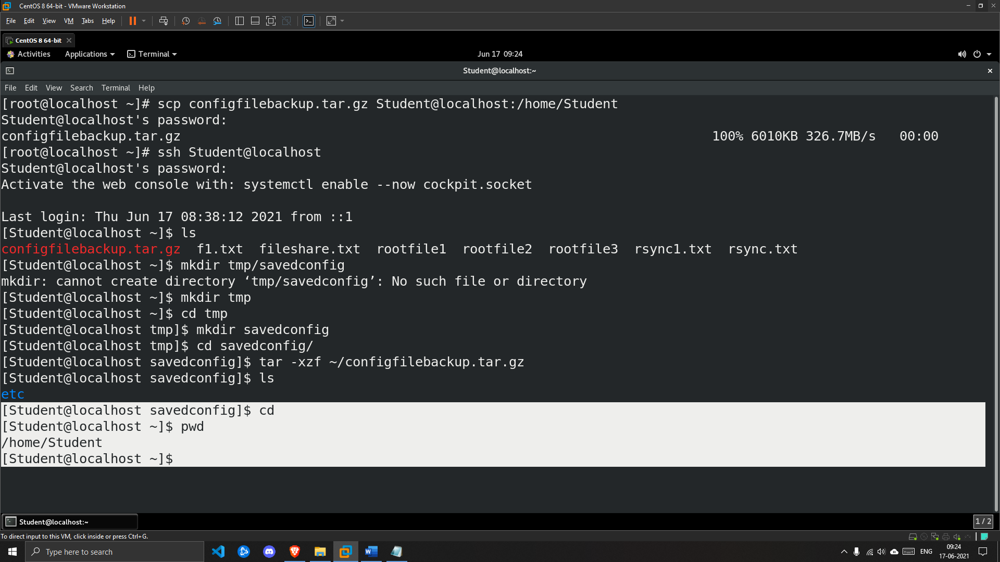 CentOS 8 64-bit - VMware Workstation
File Edit View VM Tabs Help
CentOS 8 64-bit
Activities Applications Terminal Jun 17 09:24
Student@localhost:~
File Edit View Search Terminal Help
[root@localhost ~]# scp configfilebackup.tar.gz Student@localhost:/home/Student
Student@localhost's password:
configfilebackup.tar.gz 100% 6010KB 326.7MB/s 00:00
[root@localhost ~]# ssh Student@localhost
Student@localhost's password:
Activate the web console with: systemctl enable --now cockpit.socket
Last login: Thu Jun 17 08:38:12 2021 from ::1
[Student@localhost ~]$ ls
configfilebackup.tar.gz f1.txt fileshare.txt rootfile1 rootfile2 rootfile3 rsync1.txt rsync.txt
[Student@localhost ~]$ mkdir tmp/savedconfig
mkdir: cannot create directory ‘tmp/savedconfig’: No such file or directory
[Student@localhost ~]$ mkdir tmp
[Student@localhost ~]$ cd tmp
[Student@localhost tmp]$ mkdir savedconfig
[Student@localhost tmp]$ cd savedconfig/
[Student@localhost savedconfig]$ tar -xzf ~/configfilebackup.tar.gz
[Student@localhost savedconfig]$ ls
etc
[Student@localhost savedconfig]$ cd
[Student@localhost ~]$ pwd
/home/Student
[Student@localhost ~]$
Student@localhost:~ 1 / 2
To direct input to this VM, click inside or press Ctrl+G.
Type here to search ENG 09:24
17-06-2021